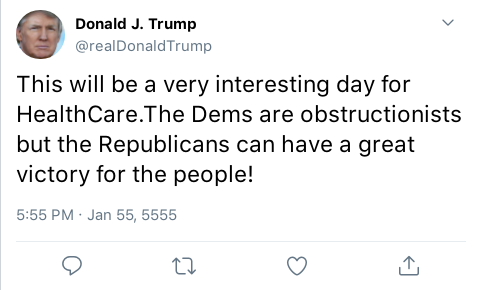 Donald J. Trump
@realDonaldTrump
This will be a very interesting day for
HealthCare.The Dems are obstructionists
but the Republicans can have a great
victory for the people!
5:55 PM · Jan 55, 5555